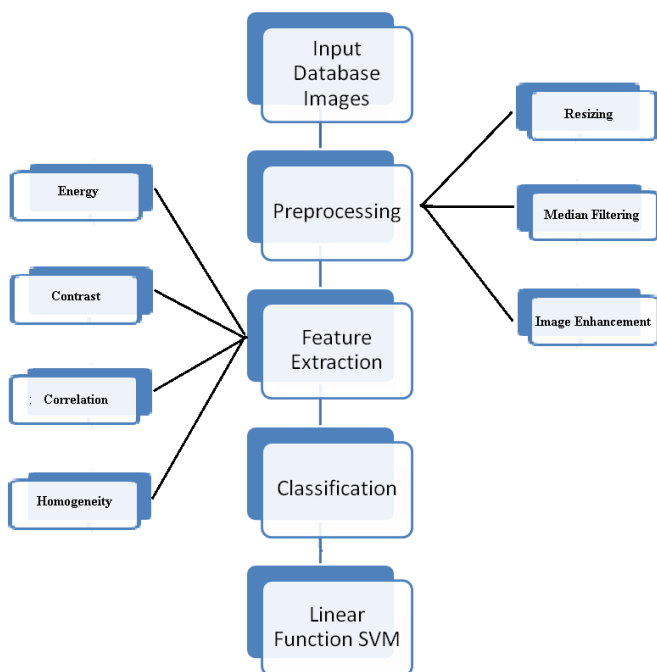 Input
Database
Images
Resizing
Energy
Preprocessing
Median Filtering
Contrast
Feature
Extraction
Image Enhancement
; Correlation
Classification
Homogeneity
Linear
Function SVM